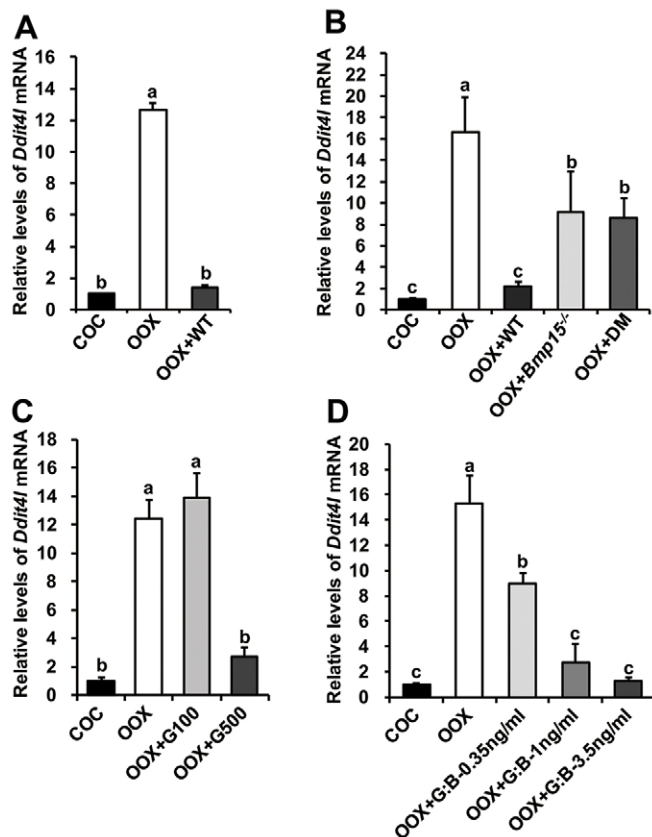 A
Relative levels of Ddit4l mRNA
16
14
12
10
8
6
4
2
0
b
a
b
COC
OOX
OOX+WT
B
Relative levels of Ddit4l mRNA
24
22
20
18
16
14
12
10
8
6
4
2
0
c
a
c
b
b
COC
OOX
OOX+WT
OOX+Bmp15-/-
OOX+DM
C
Relative levels of Ddit4l mRNA
18
16
14
12
10
8
6
4
2
0
b
a
a
b
COC
OOX
OOX+G100
OOX+G500
D
Relative levels of Ddit4l mRNA
20
18
16
14
12
10
8
6
4
2
0
c
a
b
c
c
COC
OOX
OOX+G:B-0.35ng/ml
OOX+G:B-1ng/ml
OOX+G:B-3.5ng/ml